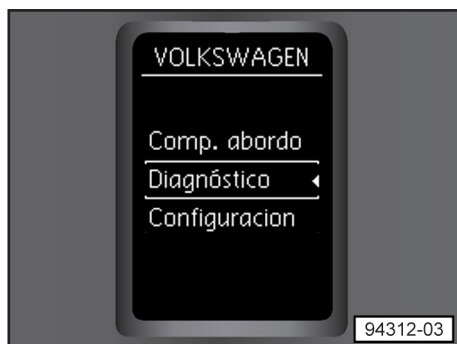 VOLKSWAGEN
Comp. abordo
Diagnóstico
Configuracion
94312-03